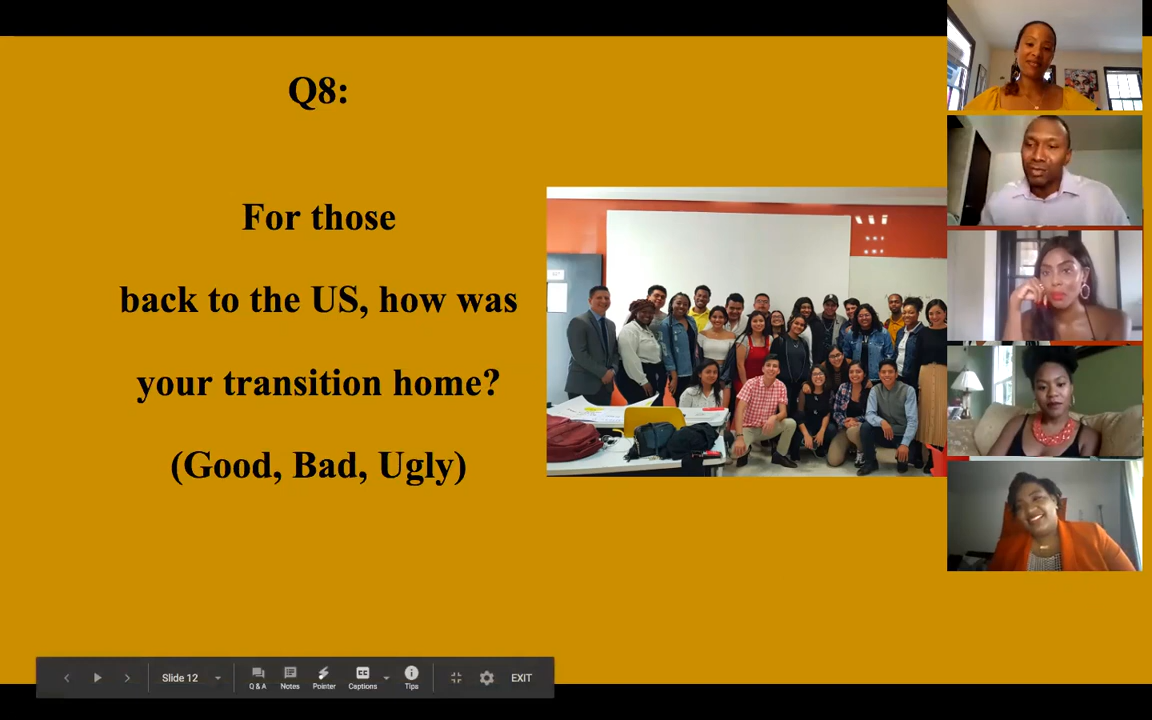 Q8:
For those
back to the US, how was
your transition home?
(Good, Bad, Ugly)
Slide 12
Q & A
Notes
Pointer
CC
Captions
Tips
EXIT